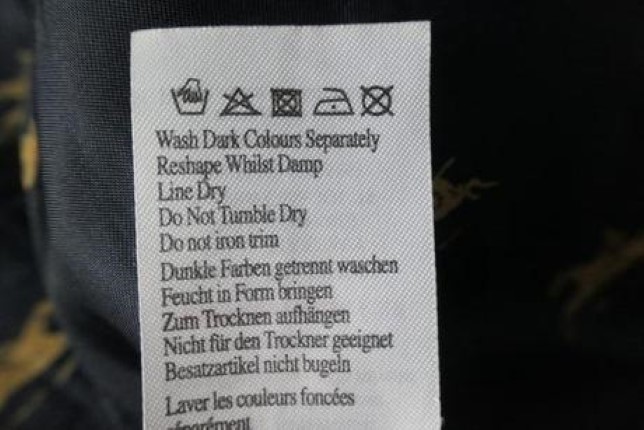 Wash Dark Colours Separately
Reshape Whilst Damp
Line Dry
Do Not Tumble Dry
Do not iron trim
Dunkle Farben getrennt waschen
Feucht in Form bringen
Zum Trocknen aufhängen
Nicht für den Trockner geeignet
Besatzartikel nicht bugeln
Laver les couleurs foncées
séparément